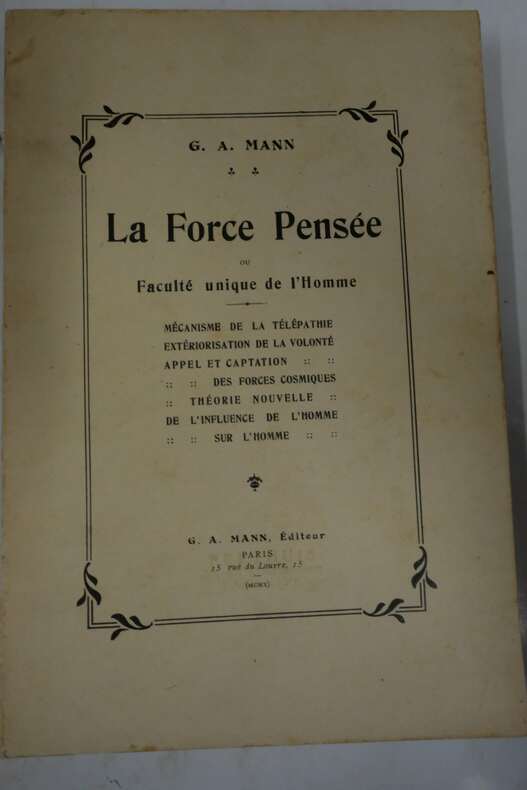 G. A. MANN
La Force Pensée
OU
Faculté unique de l'Homme
MÉCANISME DE LA TÉLÉPATHIE
EXTÉRIORISATION DE LA VOLONTÉ
APPEL ET CAPTATION :: ::
:: :: DES FORCES COSMIQUES
:: THÉORIE NOUVELLE ::
DE L'INFLUENCE DE L'HOMME
:: :: SUR L'HOMME :: ::
G. A. MANN, Éditeur
PARIS
15 rue du Louvre, 15
(MCMX)